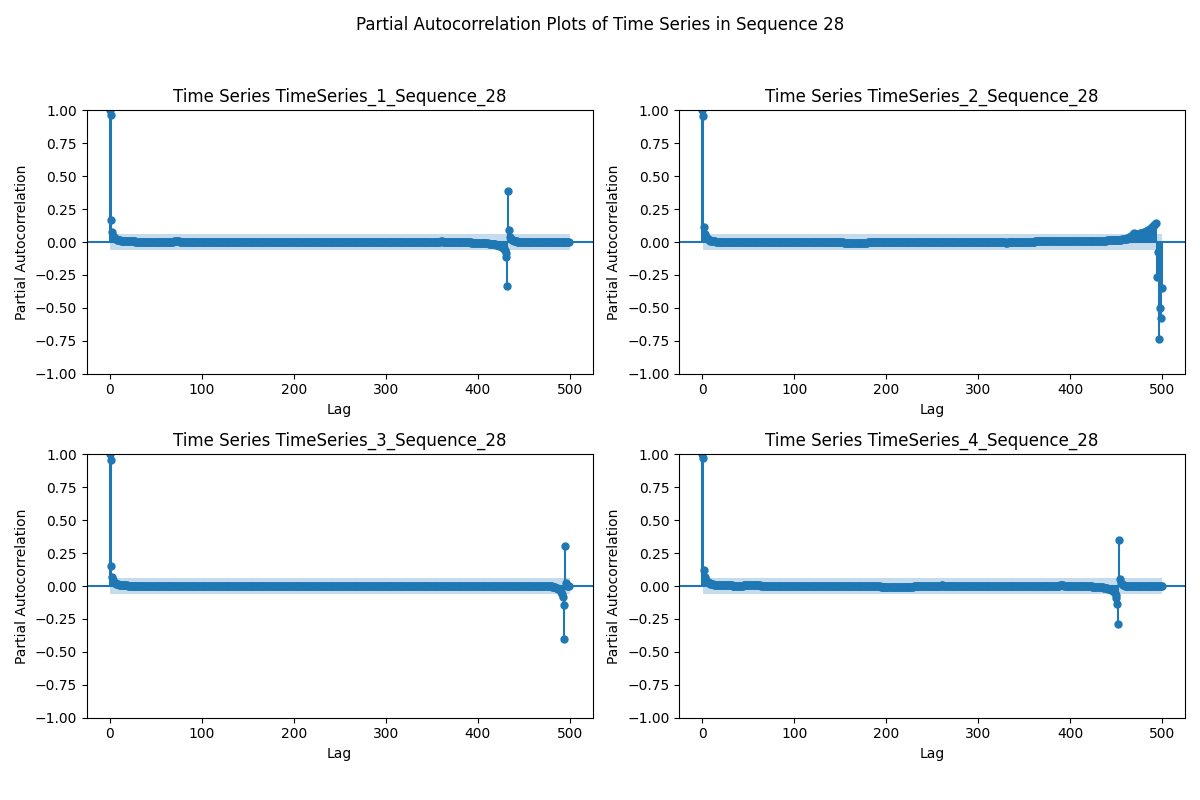 Partial Autocorrelation Plots of Time Series in Sequence 28
Time Series TimeSeries_1_Sequence_28
Partial Autocorrelation
1.00
0.75
0.50
0.25
0.00
−0.25
−0.50
−0.75
−1.00
0 100 200 300 400 500
Lag
Time Series TimeSeries_2_Sequence_28
Partial Autocorrelation
1.00
0.75
0.50
0.25
0.00
−0.25
−0.50
−0.75
−1.00
0 100 200 300 400 500
Lag
Time Series TimeSeries_3_Sequence_28
Partial Autocorrelation
1.00
0.75
0.50
0.25
0.00
−0.25
−0.50
−0.75
−1.00
0 100 200 300 400 500
Lag
Time Series TimeSeries_4_Sequence_28
Partial Autocorrelation
1.00
0.75
0.50
0.25
0.00
−0.25
−0.50
−0.75
−1.00
0 100 200 300 400 500
Lag